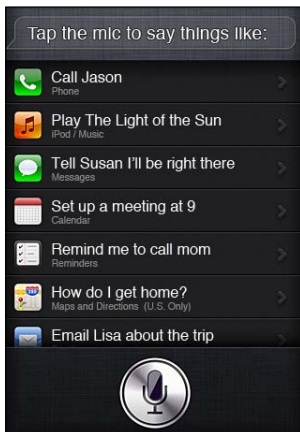 Tap the mic to say things like:
Call Jason
Phone
Play The Light of the Sun
iPod / Music
Tell Susan I'll be right there
Messages
Set up a meeting at 9
Calendar
Remind me to call mom
Reminders
How do I get home?
280
Maps and Directions (U.S. Only)
Email Lisa about the trip